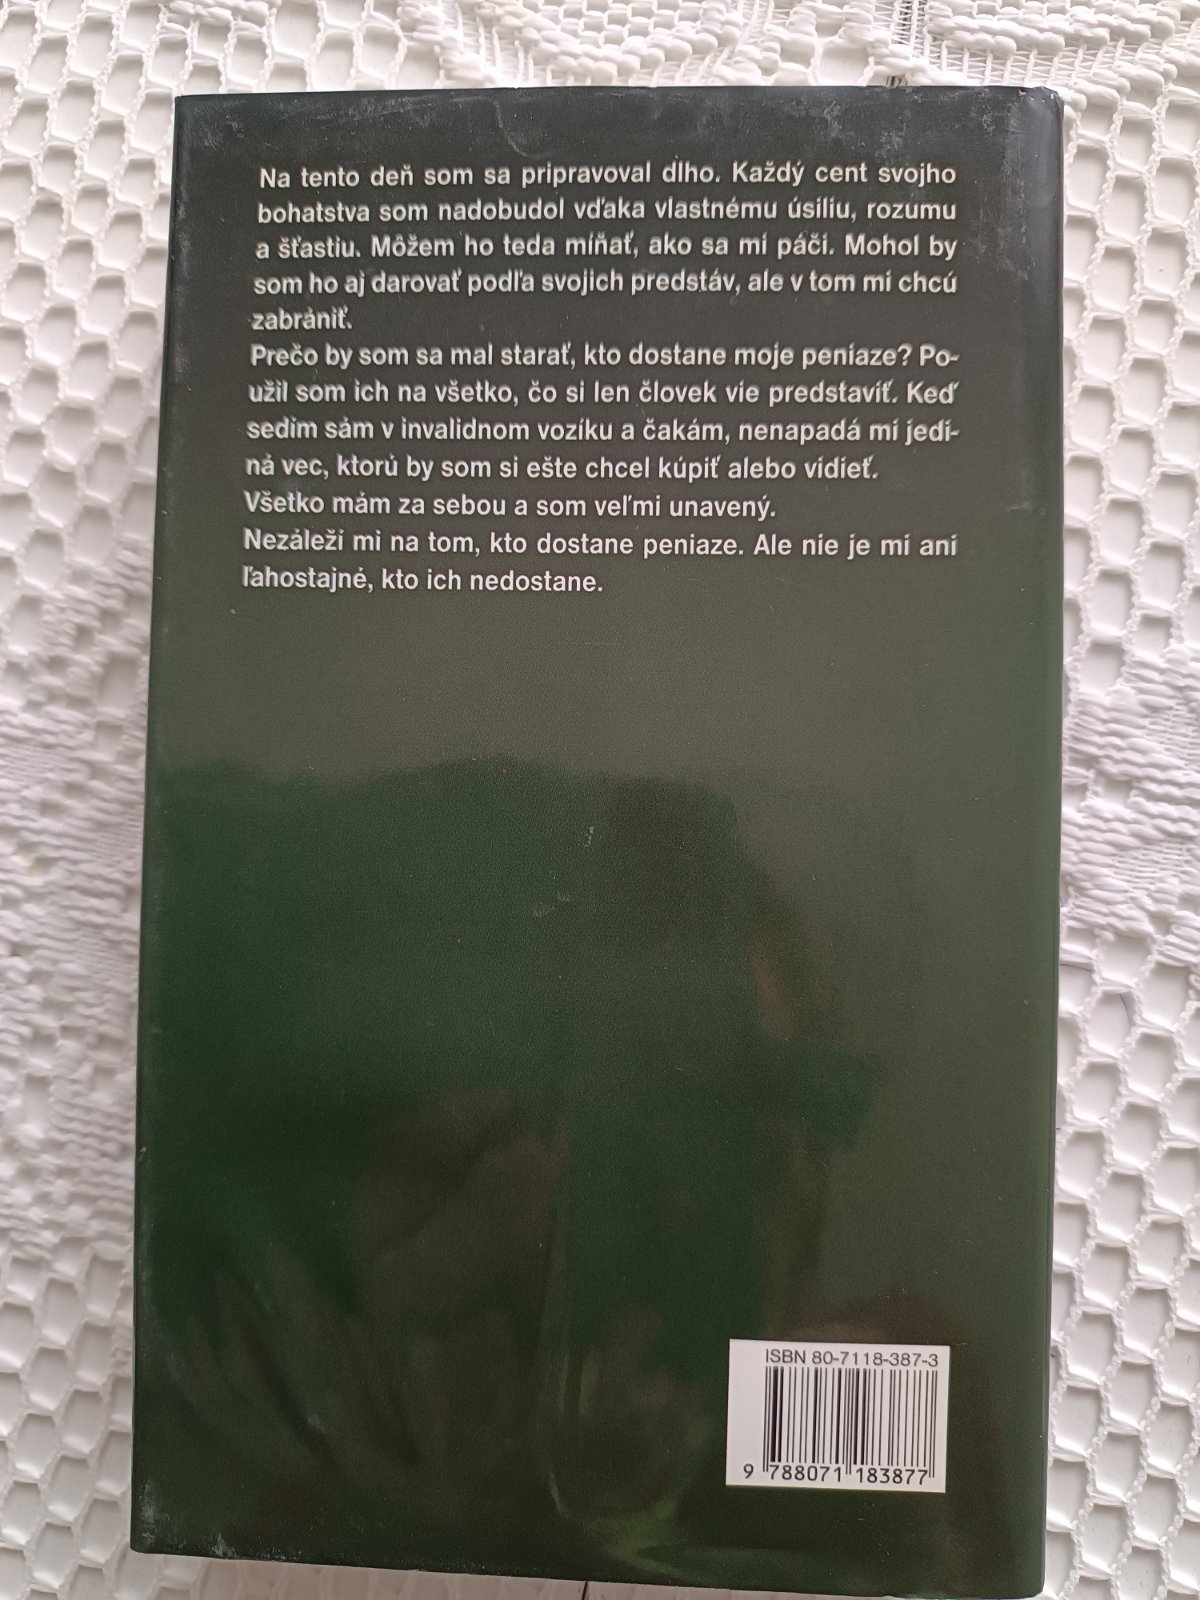 Na tento deň som sa pripravoval dlho. Každý cent svojho
bohatstva som nadobudol vďaka vlastnému úsiliu, rozumu
a šťastiu. Môžem ho teda míňať, ako sa mi páči. Mohol by
som ho aj darovať podľa svojich predstáv, ale v tom mi chcú
zabrániť.
Prečo by som sa mal starať, kto dostane moje peniaze? Po-
užil som ich na všetko, čo si len človek vie predstaviť. Keď
sedím sám v invalidnom vozíku a čakám, nenapadá mi jedi-
ná vec, ktorú by som si ešte chcel kúpiť alebo vidieť.
Všetko mám za sebou a som veľmi unavený.
Nezáleží mi na tom, kto dostane peniaze. Ale nie je mi ani
ľahostajné, kto ich nedostane.
ISBN 80-7118-387-3
9 788071 183877